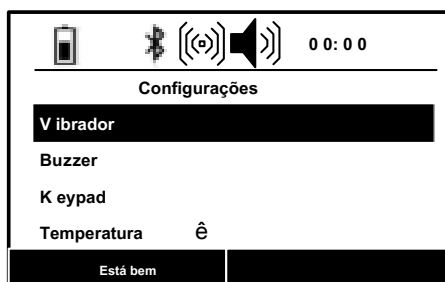 0 0: 0 0
Configurações
V ibrador
Buzzer
K eypad
Temperatura ê
Está bem